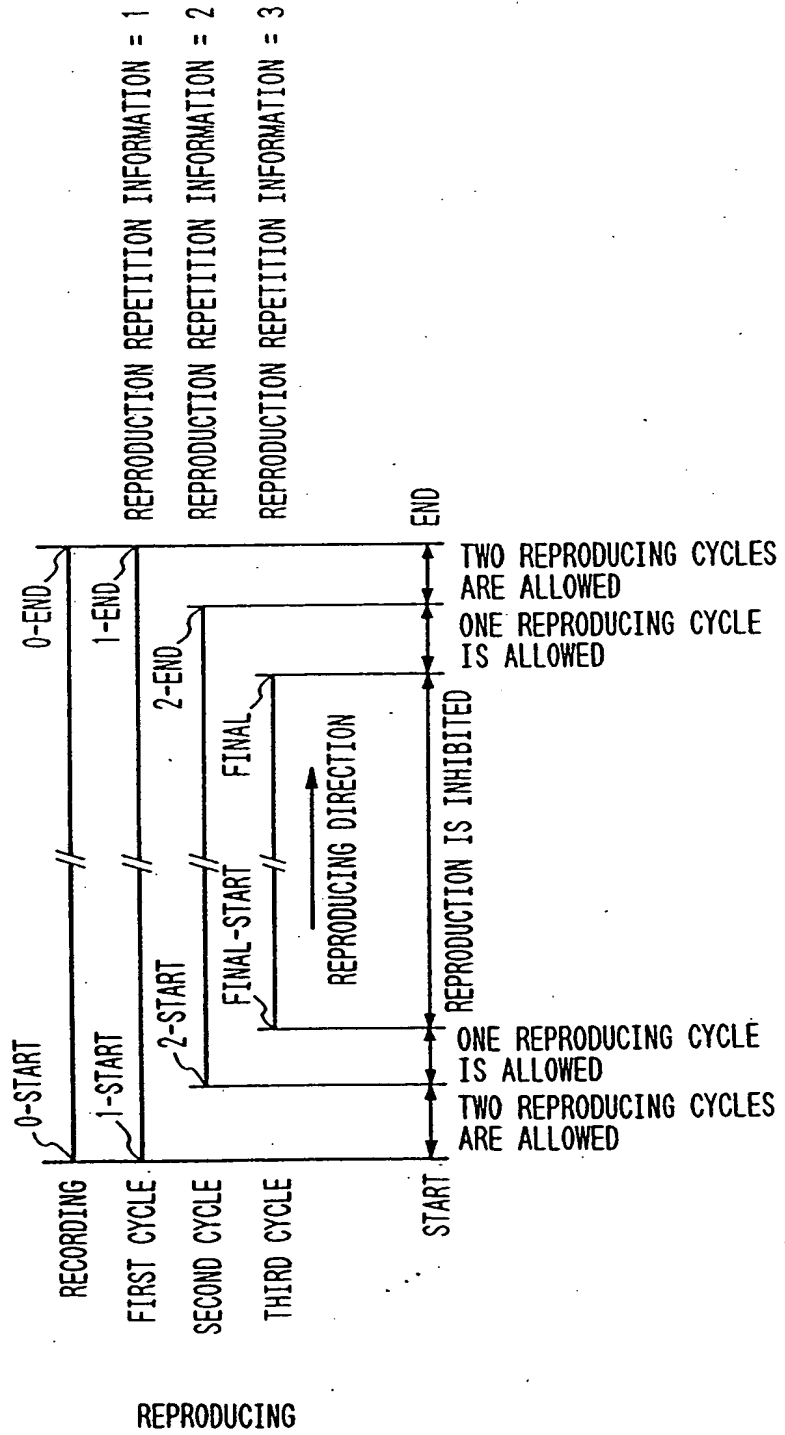 REPRODUCING
RECORDING
0-START
0-END
FIRST CYCLE
1-START
1-END
REPRODUCTION REPETITION INFORMATION = 1
SECOND CYCLE
2-START
2-END
REPRODUCTION REPETITION INFORMATION = 2
THIRD CYCLE
FINAL-START
FINAL
REPRODUCTION REPETITION INFORMATION = 3
REPRODUCING DIRECTION
START
REPRODUCTION IS INHIBITED
END
TWO REPRODUCING CYCLES
ARE ALLOWED
ONE REPRODUCING CYCLE
IS ALLOWED
ONE REPRODUCING CYCLE
IS ALLOWED
TWO REPRODUCING CYCLES
ARE ALLOWED